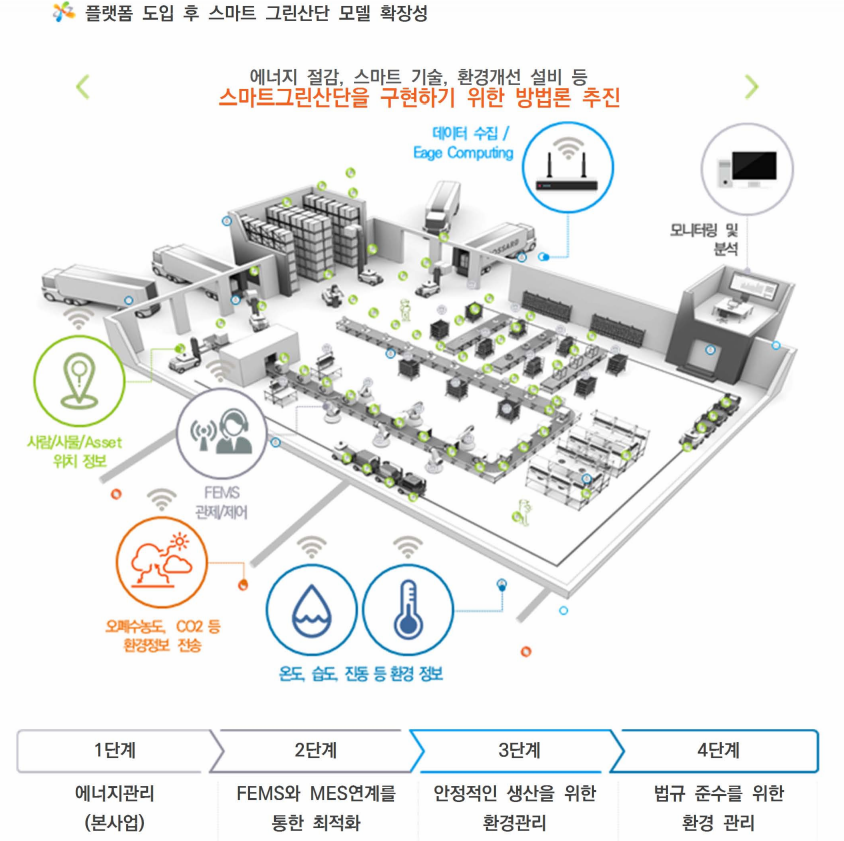 플랫폼 도입 후 스마트 그린산단 모델 확장성
에너지 절감, 스마트 기술, 환경개선 설비 등
스마트그린산단을 구현하기 위한 방법론 추진
데이터 수집 /
Eage Computing
모니터링 및
분석
사람/사물/Asset
위치 정보
FEMS
관제/제어
오폐수농도, CO2 등
환경정보 전송
온도, 습도, 진동 등 환경 정보
1단계
2단계
3단계
4단계
에너지관리
(본사업)
FEMS와 MES연계를
통한 최적화
안정적인 생산을 위한
환경관리
법규 준수를 위한
환경 관리